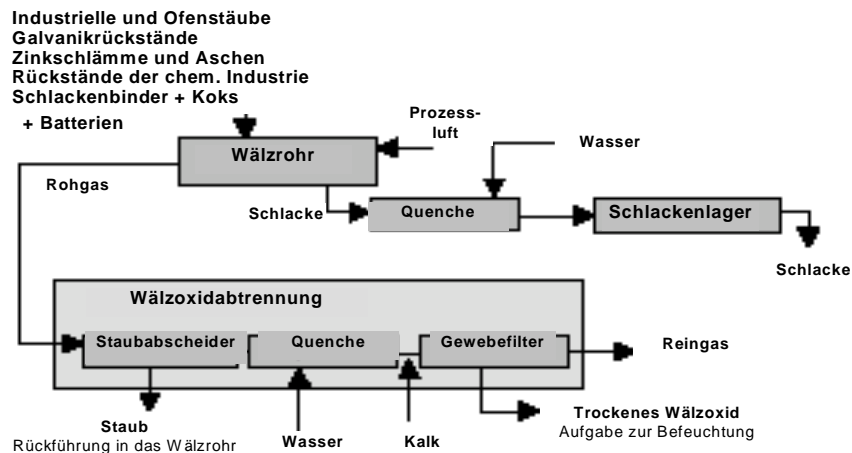 Industrielle und Ofenstäube
Galvanikrückstände
Zinkschlämme und Aschen
Rückstände der chem. Industrie
Schlackenbinder + Koks
+ Batterien
Prozess-
luft
Wälzrohr
Wasser
Rohgas
Schlacke
Quenche
Schlackenlager
Schlacke
Wälzoxidabtrennung
Staubabscheider
Quenche
Gewebefilter
Reingas
Staub
Rückführung in das Wälzrohr
Wasser
Kalk
Trockenes Wälzoxid
Aufgabe zur Befeuchtung